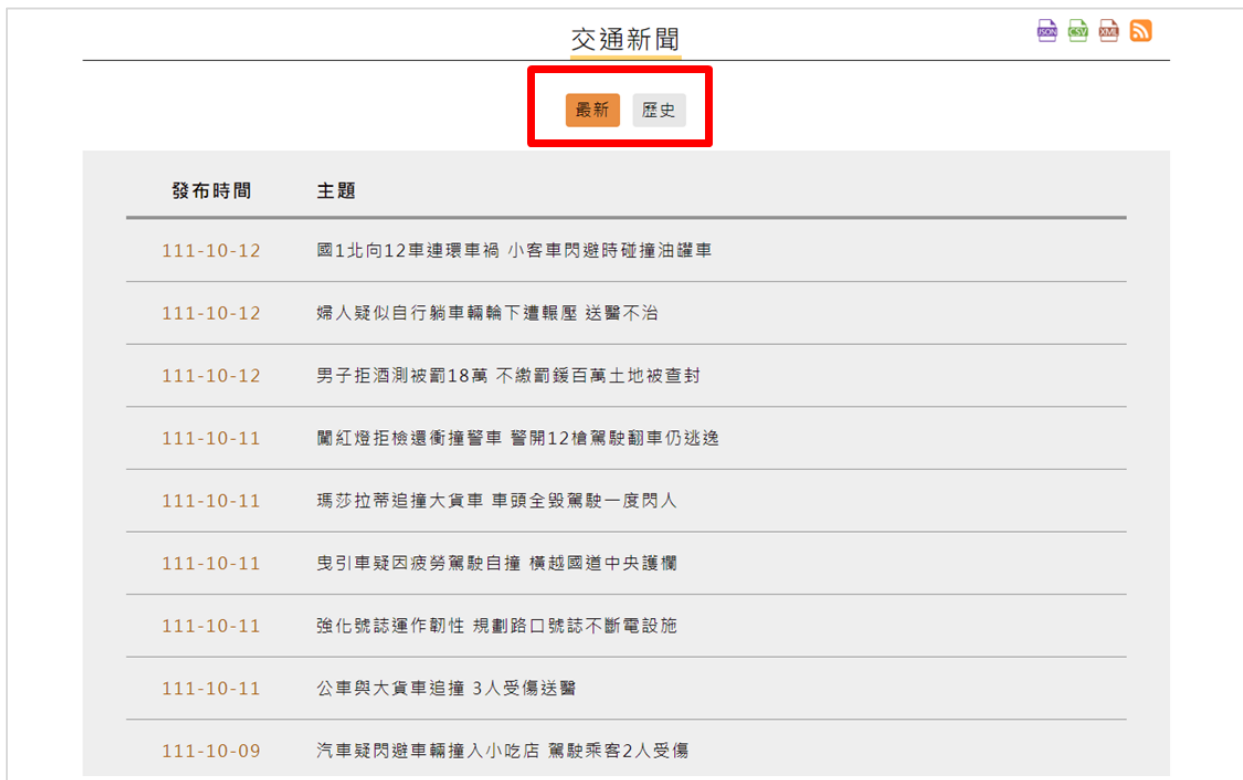 交通新聞
JSON CSV XML
最新 歷史
發布時間 主題
111-10-12 國1北向12車連環車禍 小客車閃避時碰撞油罐車
111-10-12 婦人疑似自行躺車輛輪下遭輾壓 送醫不治
111-10-12 男子拒酒測被罰18萬 不繳罰鍰百萬土地被查封
111-10-11 闖紅燈拒檢還衝撞警車 警開12槍駕駛翻車仍逃逸
111-10-11 瑪莎拉蒂追撞大貨車 車頭全毀駕駛一度閃人
111-10-11 曳引車疑因疲勞駕駛自撞 橫越國道中央護欄
111-10-11 強化號誌運作韌性 規劃路口號誌不斷電設施
111-10-11 公車與大貨車追撞 3人受傷送醫
111-10-09 汽車疑閃避車輛撞入小吃店 駕駛乘客2人受傷